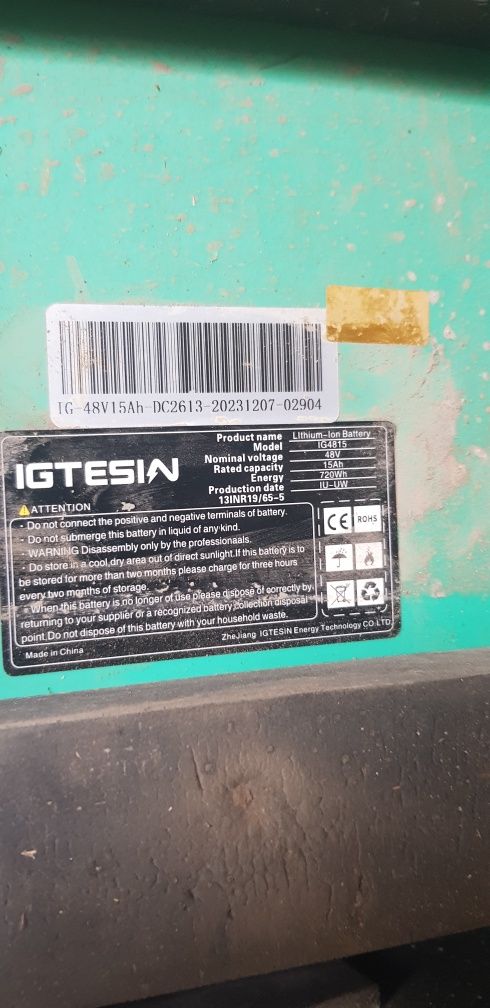 IG-48V15Ah-DC2613-20231207-02904
IGTESIN
Product name Lithium-Ion Battery
Model IG4815
Nominal voltage 48V
Rated capacity 15Ah
Energy 720Wh
Production date IU-UW
13INR19/65-5
ATTENTION
- Do not connect the positive and negative terminals of battery.
- Do not submerge this battery in liquid of any kind.
- WARNING Disassembly only by the professionaals.
- Do store in a cool,dry area out of direct sunlight.If this battery is to
be stored for more than two months please charge for three hours
every two months of storage.
- When this battery is no longer of use please dispose of correctly by
returning to your supplier or a recognized battery collection disposal
point.Do not dispose of this battery with your household waste.
CE ROHS
Made in China
ZheJiang IGTESIN Energy Technology CO LTD